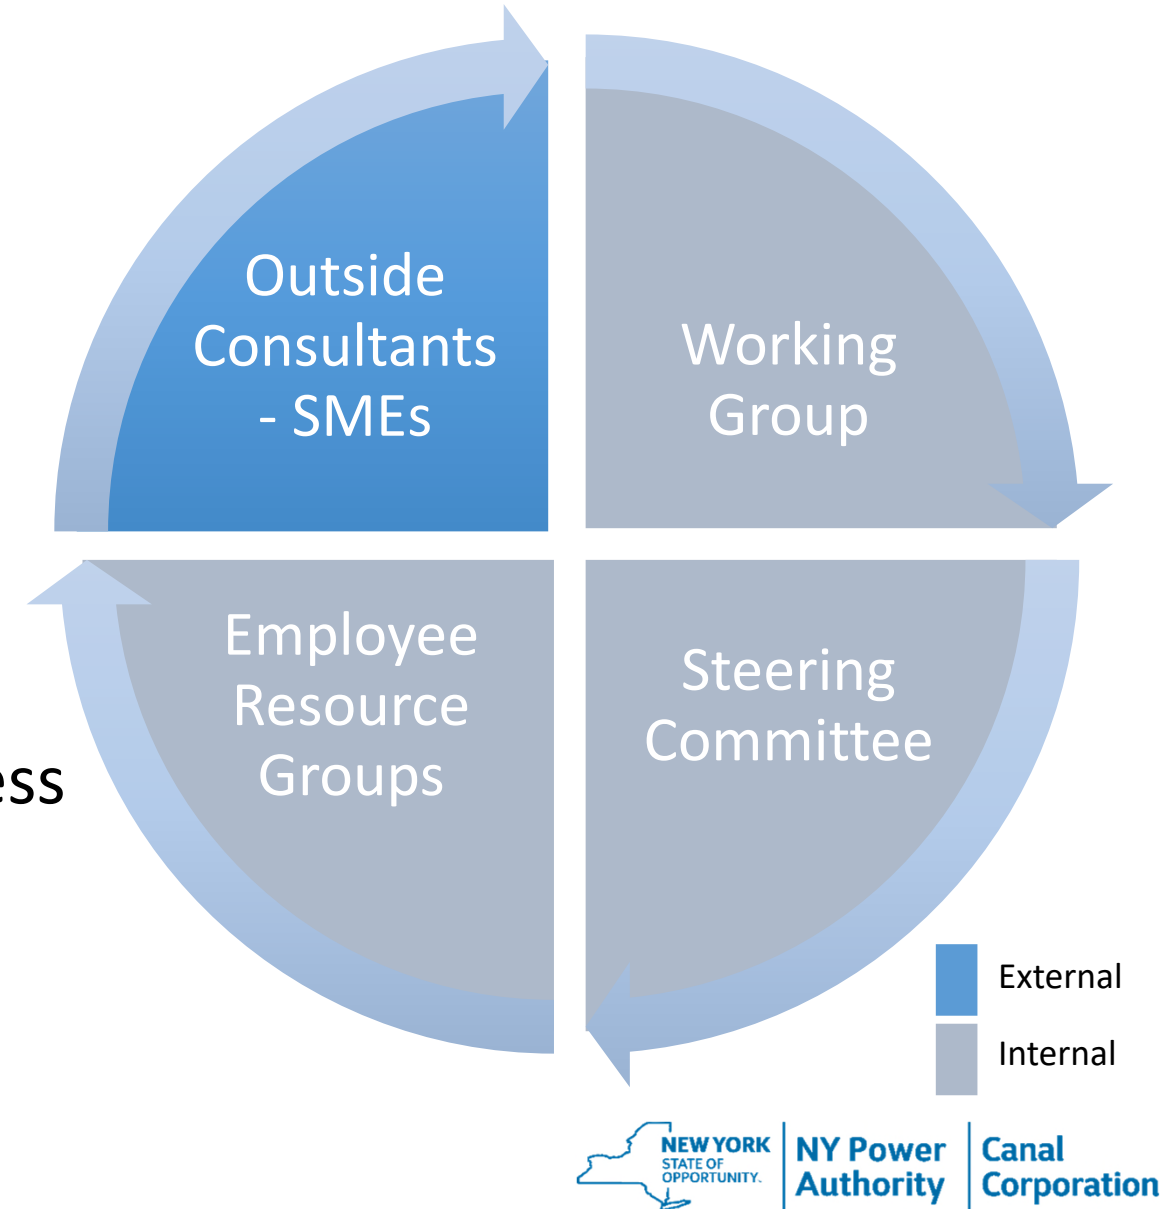 Outside
Consultants
- SMEs
Working
Group
Employee
Resource
Groups
Steering
Committee
ess
External
Internal
NEW YORK
STATE OF
OPPORTUNITY.
NY Power
Authority
Canal
Corporation